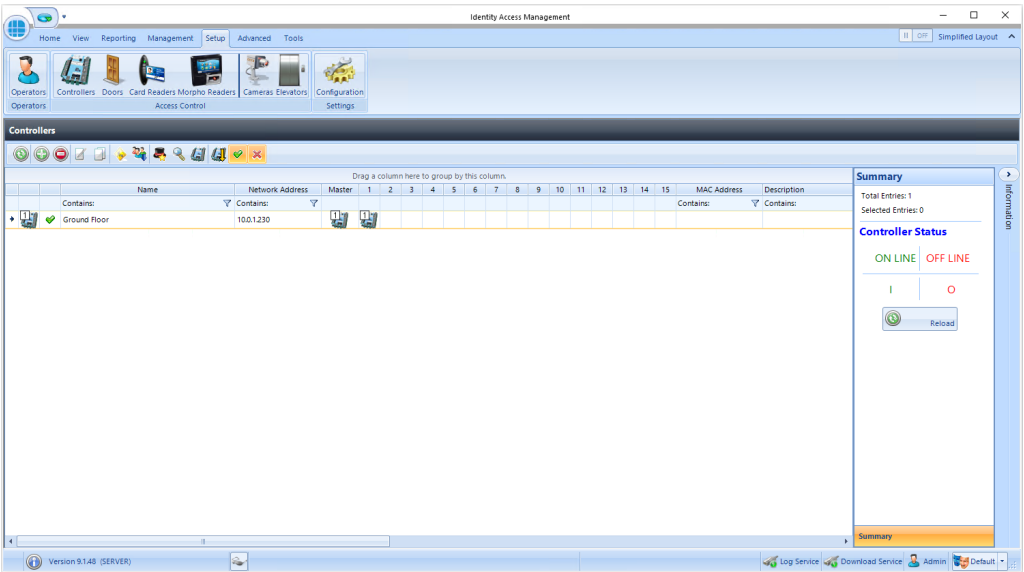 Identity Access Management
Home View Reporting Management Setup Advanced Tools
OFF Simplified Layout
Operators Controllers Doors Card Readers Morpho Readers Cameras Elevators Configuration
Operators Access Control Settings
Controllers
Drag a column here to group by this column.
Name Network Address Master 1 2 3 4 5 6 7 8 9 10 11 12 13 14 15 MAC Address Description
Contains: Contains: Contains: Contains:
1 Ground Floor 10.0.1.230 1 1
Summary
Total Entries: 1
Selected Entries: 0
Controller Status
ON LINE OFF LINE
I O
Reload
Summary
Information
Version 9.1.48 (SERVER) Log Service Download Service Admin Default